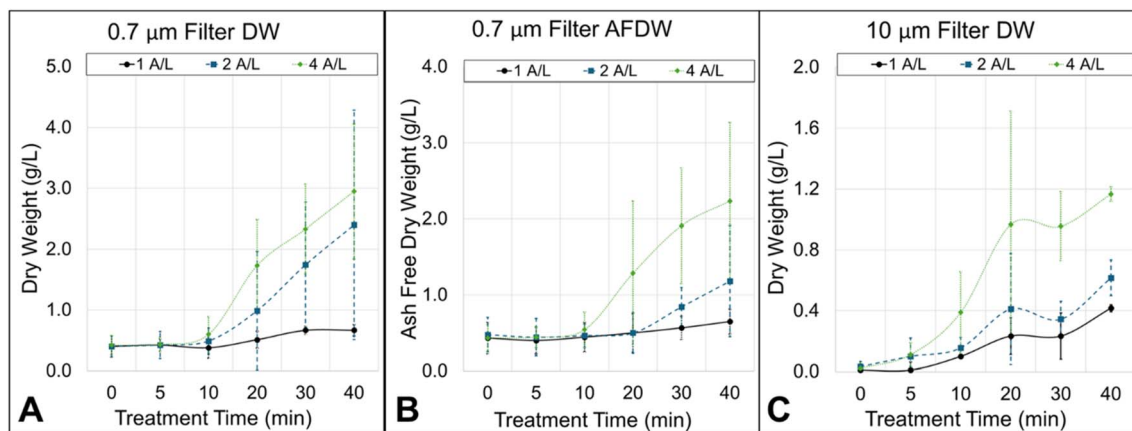 0.7 µm Filter DW
1 A/L 2 A/L 4 A/L
5.0
4.0
3.0
2.0
1.0
0.0
Dry Weight (g/L)
0 5 10 20 30 40
Treatment Time (min)
A
0.7 µm Filter AFDW
1 A/L 2 A/L 4 A/L
4.0
3.0
2.0
1.0
0.0
Ash Free Dry Weight (g/L)
0 5 10 20 30 40
Treatment Time (min)
B
10 µm Filter DW
1 A/L 2 A/L 4 A/L
2.0
1.6
1.2
0.8
0.4
0.0
Dry Weight (g/L)
0 5 10 20 30 40
Treatment Time (min)
C